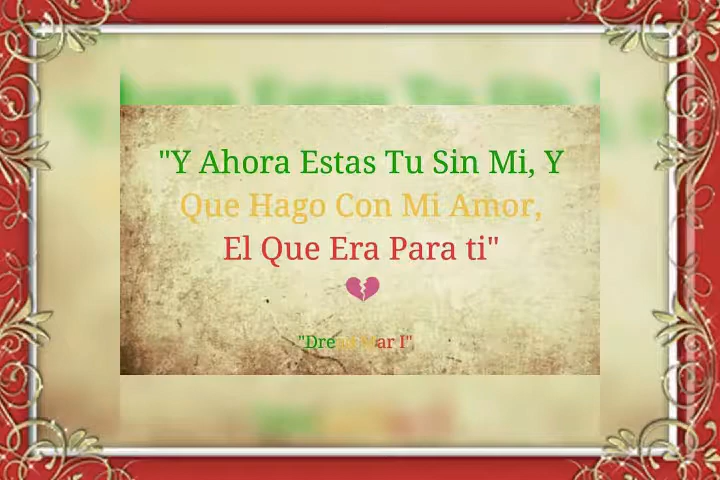 "Y Ahora Estas Tu Sin Mi, Y
Que Hago Con Mi Amor,
El Que Era Para ti"
"Dread Mar I"